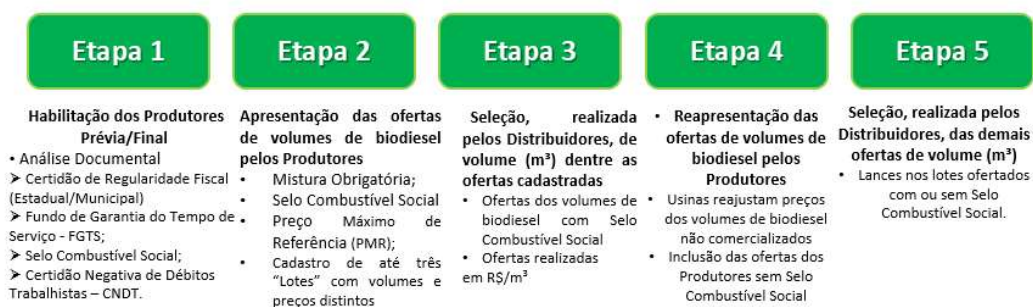 Etapa 1
Habilitação dos Produtores
Prévia/Final
• Análise Documental
➢ Certidão de Regularidade Fiscal
(Estadual/Municipal)
➢ Fundo de Garantia do Tempo de
Serviço - FGTS;
➢ Selo Combustível Social;
➢ Certidão Negativa de Débitos
Trabalhistas – CNDT.
Etapa 2
Apresentação das ofertas
de volumes de biodiesel
pelos Produtores
• Mistura Obrigatória;
• Selo Combustível Social
• Preço Máximo de
Referência (PMR);
• Cadastro de até três
“Lotes” com volumes e
preços distintos
Etapa 3
Seleção, realizada
pelos Distribuidores, de
volume (m³) dentre as
ofertas cadastradas
• Ofertas dos volumes de
biodiesel com Selo
Combustível Social
• Ofertas realizadas
em R$/m³
Etapa 4
• Reapresentação das
ofertas de volumes de
biodiesel pelos
Produtores
• Usinas reajustam preços
dos volumes de biodiesel
não comercializados
• Inclusão das ofertas dos
Produtores sem Selo
Combustível Social
Etapa 5
Seleção, realizada pelos
Distribuidores, das demais
ofertas de volume (m³)
• Lances nos lotes ofertados
com ou sem Selo
Combustível Social.